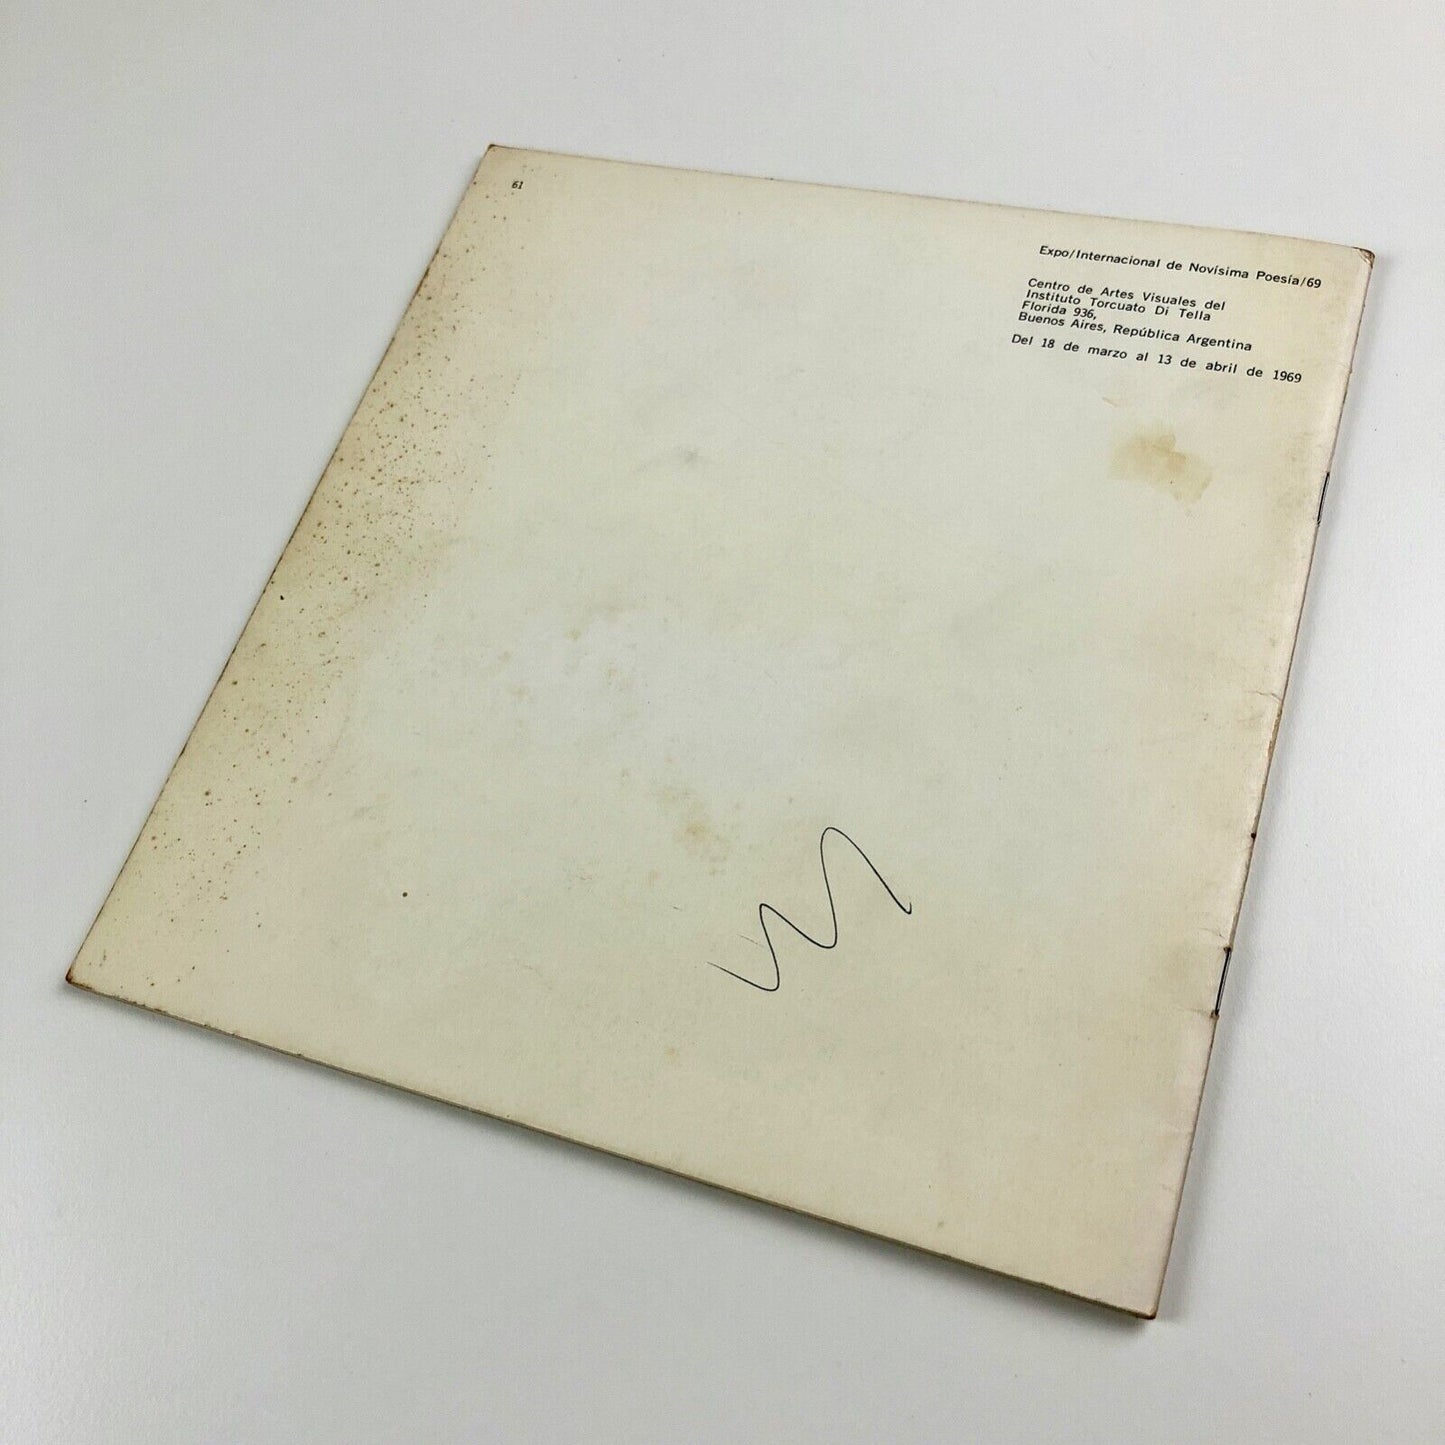 61
Expo/Internacional de Novísima Poesía/69
Centro de Artes Visuales del
Instituto Torcuato Di Tella
Florida 936,
Buenos Aires, República Argentina
Del 18 de marzo al 13 de abril de 1969